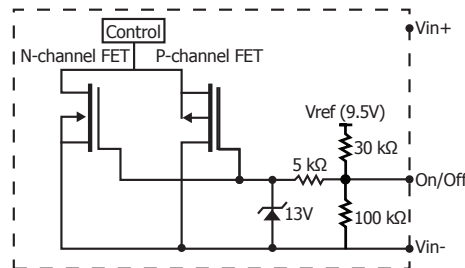 Control
N-channel FET
P-channel FET
Vin+
Vref (9.5V)
30 kΩ
5 kΩ
On/Off
13V
100 kΩ
Vin-